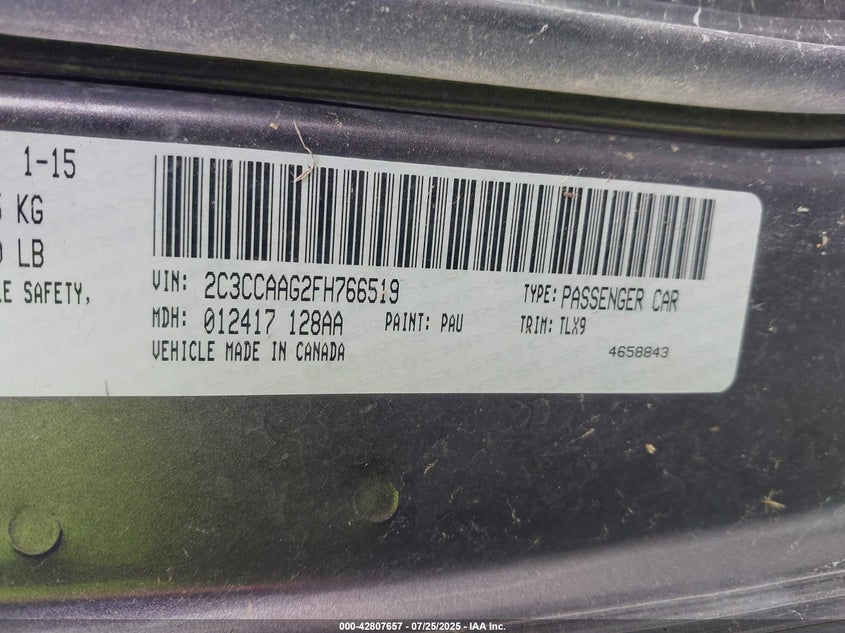 1-15
KG
LB
SAFETY,
VIN: 2C3CCAAG2FH766519
TYPE: PASSENGER CAR
MDH: 012417 128AA PAINT: PAU TRIM: TLX9
VEHICLE MADE IN CANADA
4658843
000-42807657 - 07/25/2025 - IAA Inc.